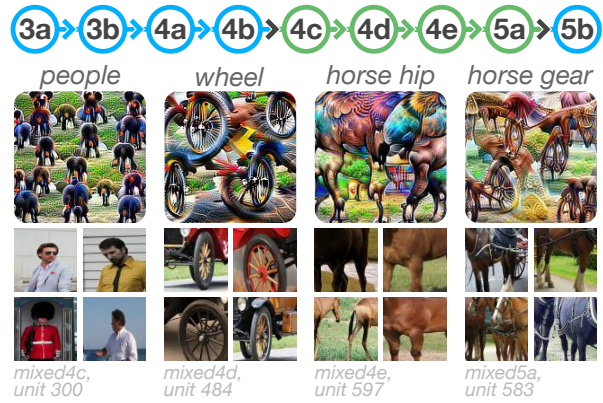 3a 3b 4a 4b 4c 4d 4e 5a 5b
people wheel horse hip horse gear
mixed4c, mixed4d, mixed4e, mixed5a,
unit 300 unit 484 unit 597 unit 583